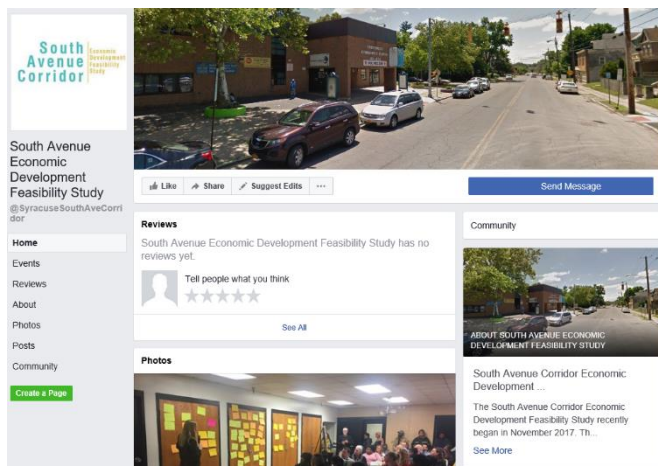 South
Avenue
Corridor
Economic
Development
Feasibility
Study
South Avenue
Economic
Development
Feasibility Study
@SyracuseSouthAveCorri
dor
Home
Events
Reviews
About
Photos
Posts
Community
Create a Page
Like
Share
Suggest Edits
...
Send Message
Reviews
South Avenue Economic Development Feasibility Study has no
reviews yet.
Tell people what you think
See All
Photos
Community
ABOUT SOUTH AVENUE ECONOMIC
DEVELOPMENT FEASIBILITY STUDY
South Avenue Corridor Economic
Development ...
The South Avenue Corridor Economic
Development Feasibility Study recently
began in November 2017. Th...
See More